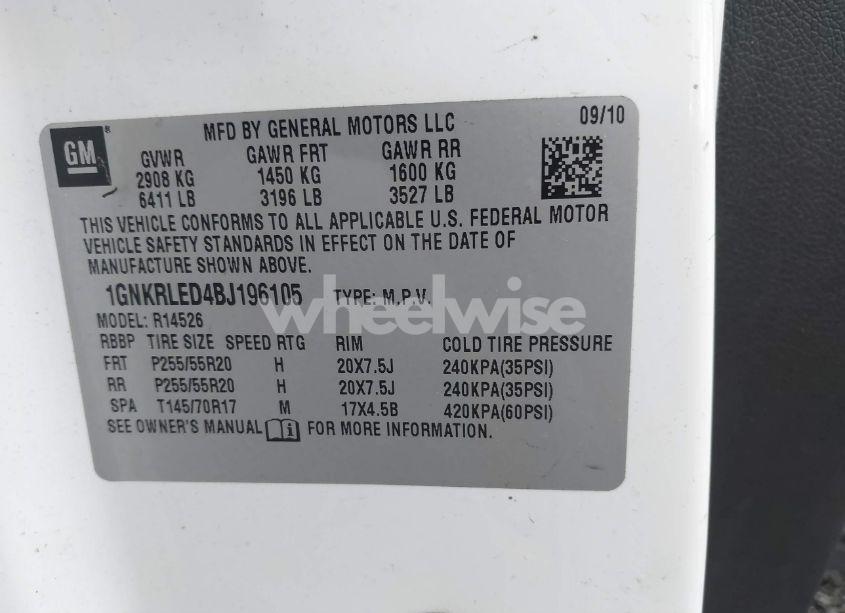 09/10
MFD BY GENERAL MOTORS LLC
GM
GVWR GAWR FRT GAWR RR
2908 KG 1450 KG 1600 KG
6411 LB 3196 LB 3527 LB
THIS VEHICLE CONFORMS TO ALL APPLICABLE U.S. FEDERAL MOTOR
VEHICLE SAFETY STANDARDS IN EFFECT ON THE DATE OF
MANUFACTURE SHOWN ABOVE.
1GNKRLED4BJ196105 TYPE: M.P.V.
wheelwise
MODEL: R14526
RBBP TIRE SIZE SPEED RTG RIM COLD TIRE PRESSURE
FRT P255/55R20 H 20X7.5J 240KPA(35PSI)
RR P255/55R20 H 20X7.5J 240KPA(35PSI)
SPA T145/70R17 M 17X4.5B 420KPA(60PSI)
SEE OWNER'S MANUAL FOR MORE INFORMATION.